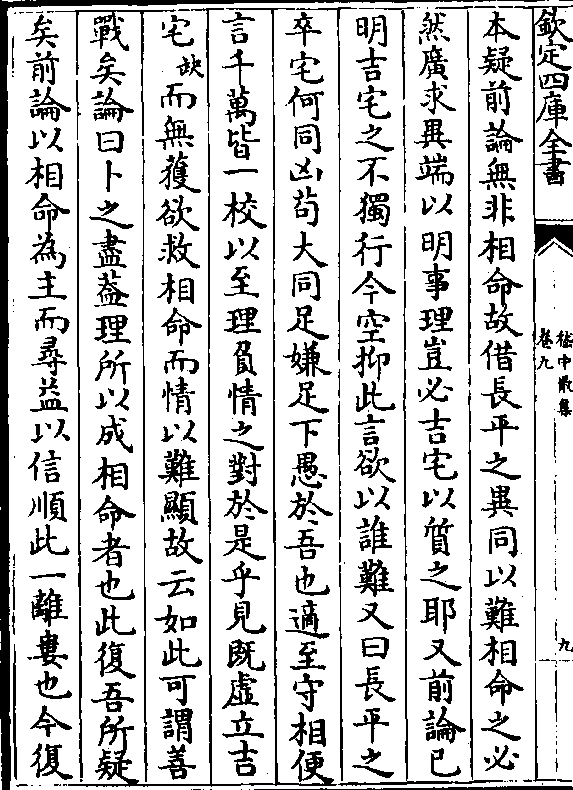 欽定四庫全書
嵇中散集
卷九
九
本疑前論無非相命故借長平之異同以難相命之必
然廣求異端以明事理豈必吉宅以質之耶又前論已
明吉宅之不獨行今空抑此言欲以誰難又曰長平之
卒宅何同凶苟大同足嫌足下愚於吾也適至守相便
言千萬皆一校以至理負情之對於是乎見既虛立吉
宅缺而無獲欲救相命而情以難顯故云如此可謂善
戰矣論曰卜之盡葢理所以成相命者也此復吾所疑
矣前論以相命為主而尋益以信順此一離婁也今復